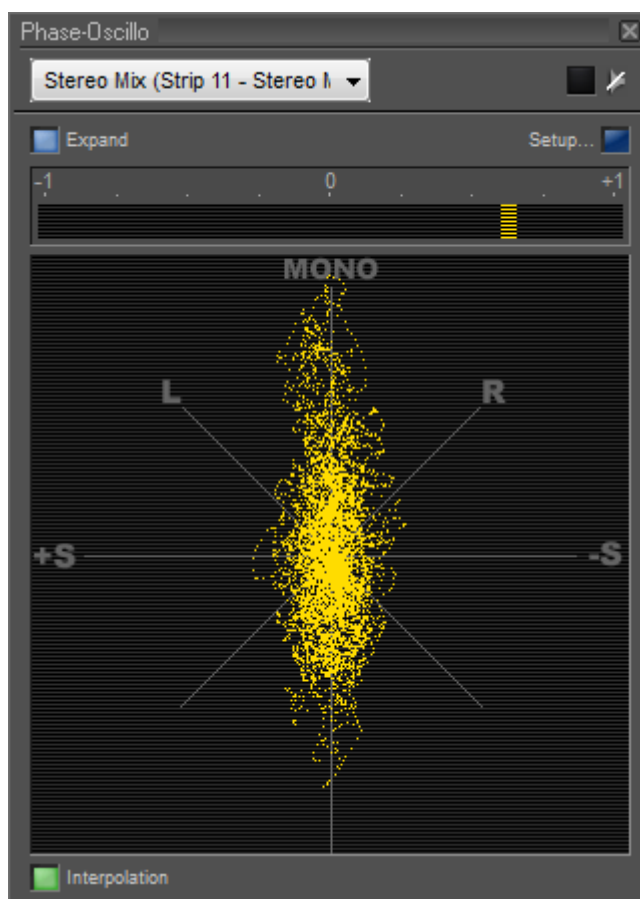 Phase-Oscillo
Stereo Mix (Strip 11 - Stereo M
Expand Setup...
-1 0 +1
MONO
L R
+S -S
Interpolation